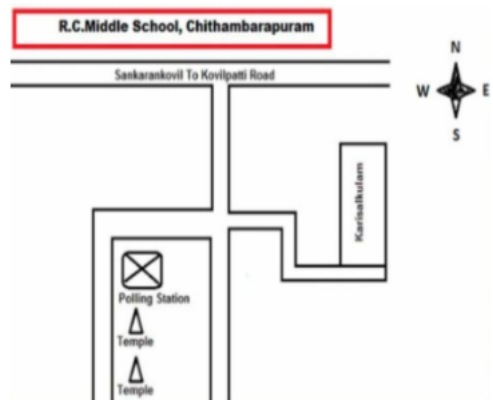 R.C.Middle School, Chithambarapuram
Sankarankovil To Kovilpatti Road
N
W
E
S
Karisalkulam
Polling Station
Temple
Temple